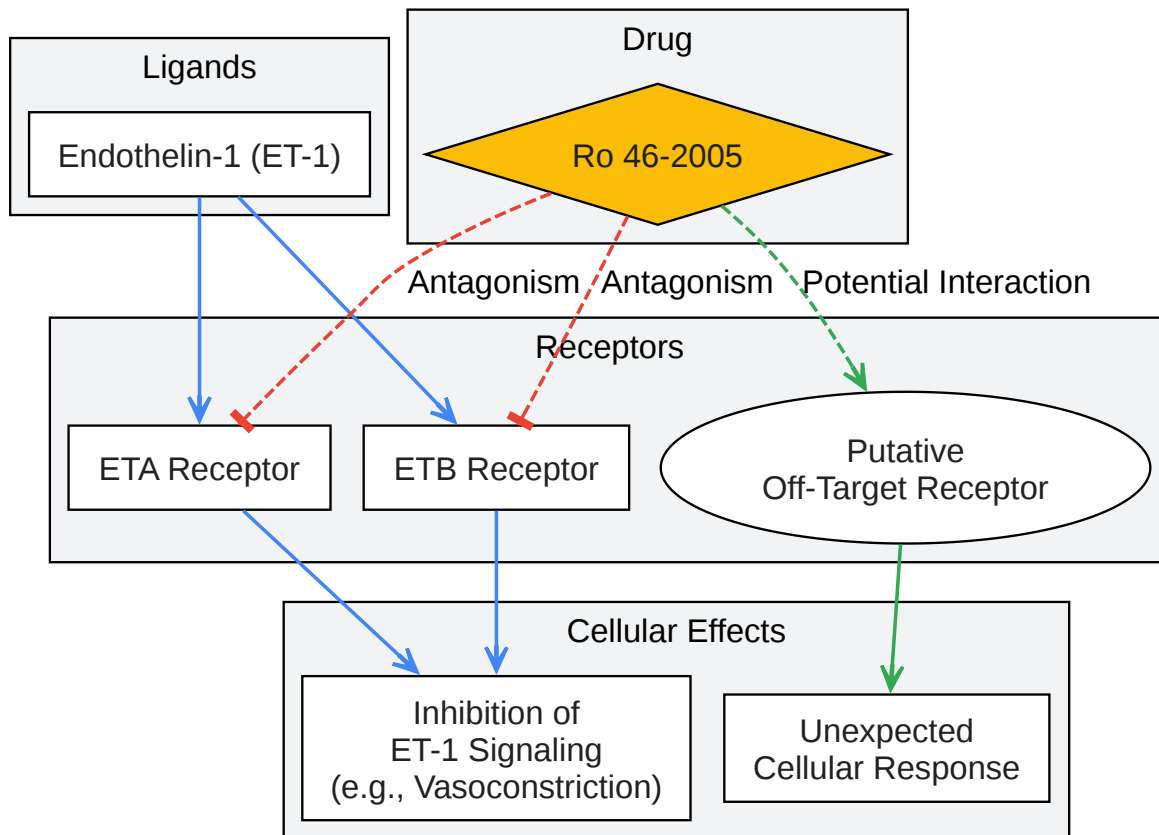 Ligands
Endothelin-1 (ET-1)
Drug
Ro 46-2005
Antagonism
Antagonism
Potential Interaction
Receptors
ETA Receptor
ETB Receptor
Putative
Off-Target Receptor
Cellular Effects
Inhibition of
ET-1 Signaling
(e.g., Vasoconstriction)
Unexpected
Cellular Response